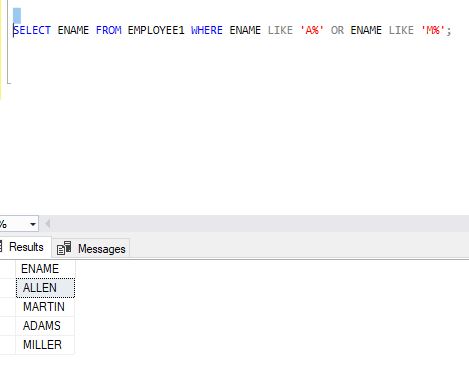 SELECT ENAME FROM EMPLOYEE1 WHERE ENAME LIKE 'A%' OR ENAME LIKE 'M%';
%
Results Messages
ENAME
ALLEN
MARTIN
ADAMS
MILLER